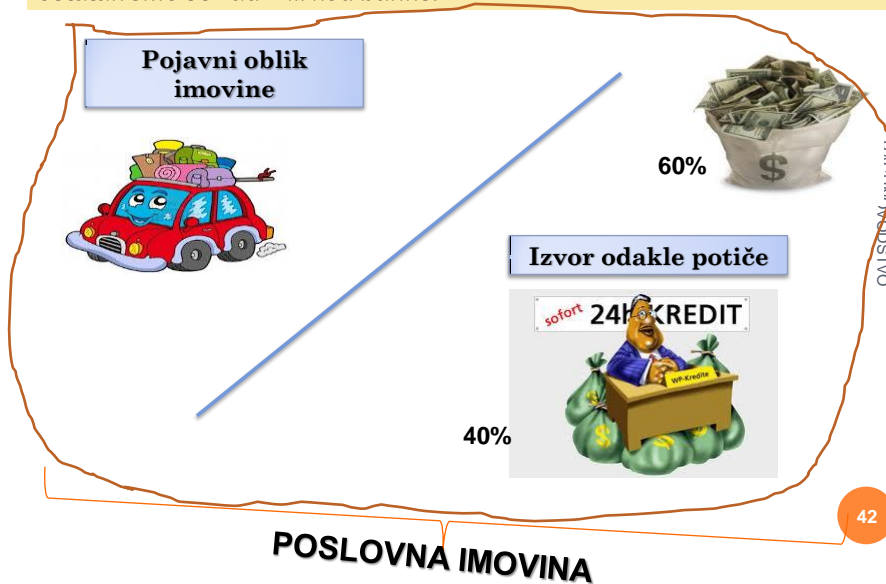 Pojavni oblik
imovine
60%
Izvor odakle potiče
sofort 24h KREDIT
WP-Kredite
40%
42
POSLOVNA IMOVINA